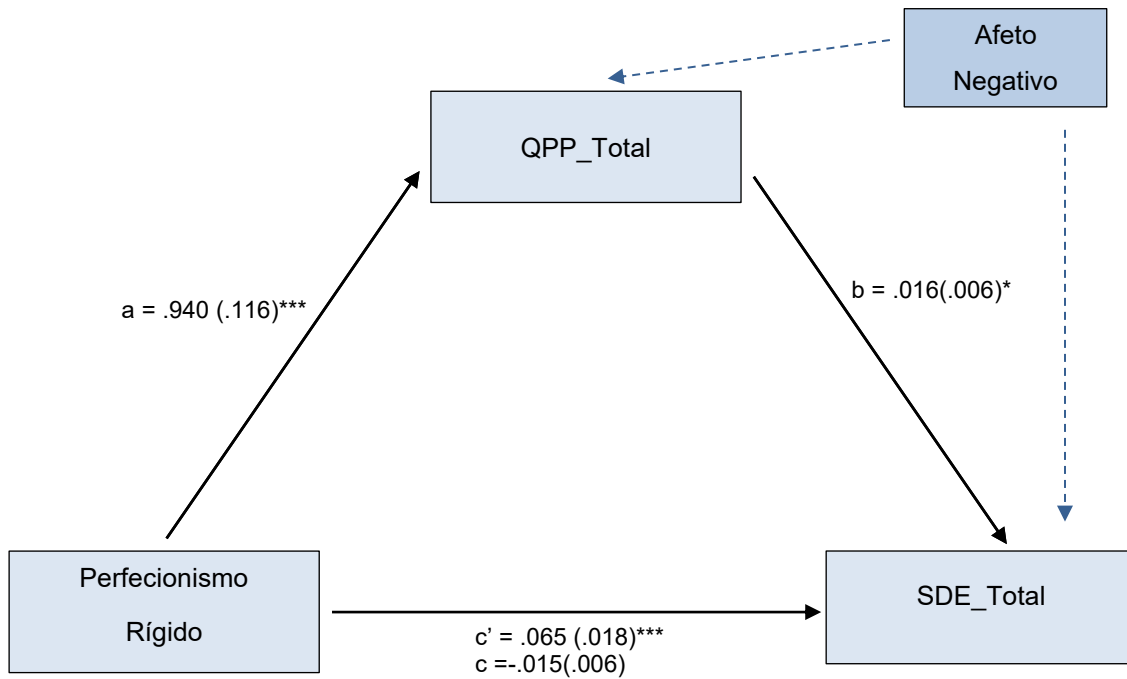 Afeto
Negativo
QPP_Total
a = .940 (.116)***
b = .016(.006)*
Perfecionismo
Rígido
SDE_Total
c’ = .065 (.018)***
c =-.015(.006)